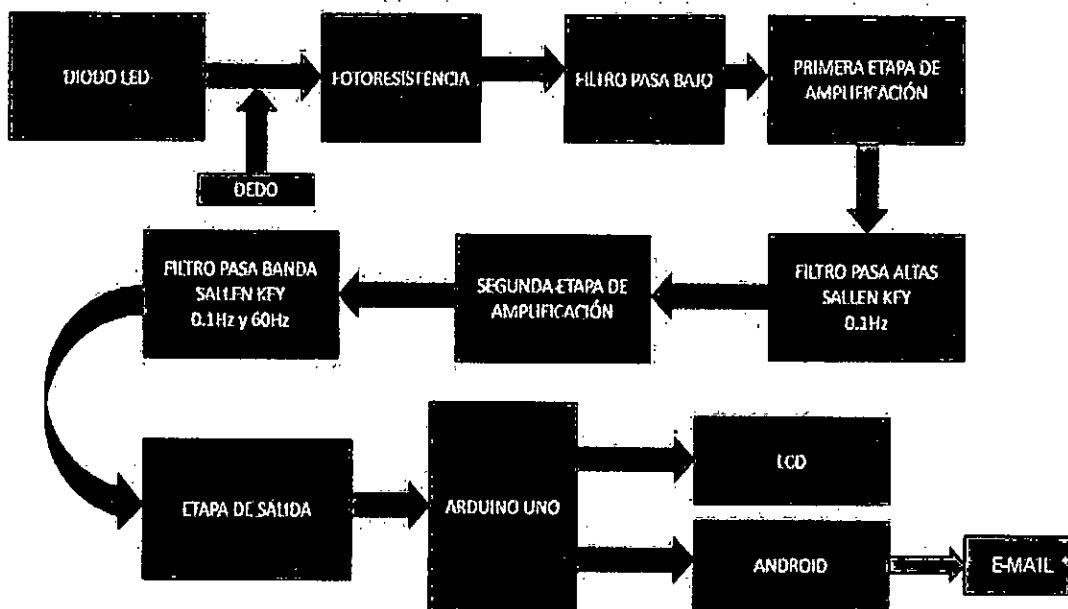 DIODO LED
FOTORESISTENCIA
FILTRO PASA BAJO
PRIMERA ETAPA DE
AMPLIFICACIÓN
DEDO
FILTRO PASA BANDA
SALLEN KEY
0.1Hz y 60Hz
SEGUNDA ETAPA DE
AMPLIFICACIÓN
FILTRO PASA ALTAS
SALLEN KEY
0.1Hz
ETAPA DE SÁLIDA
ARDUINO UNO
LCD
ANDROID
E-MAIL